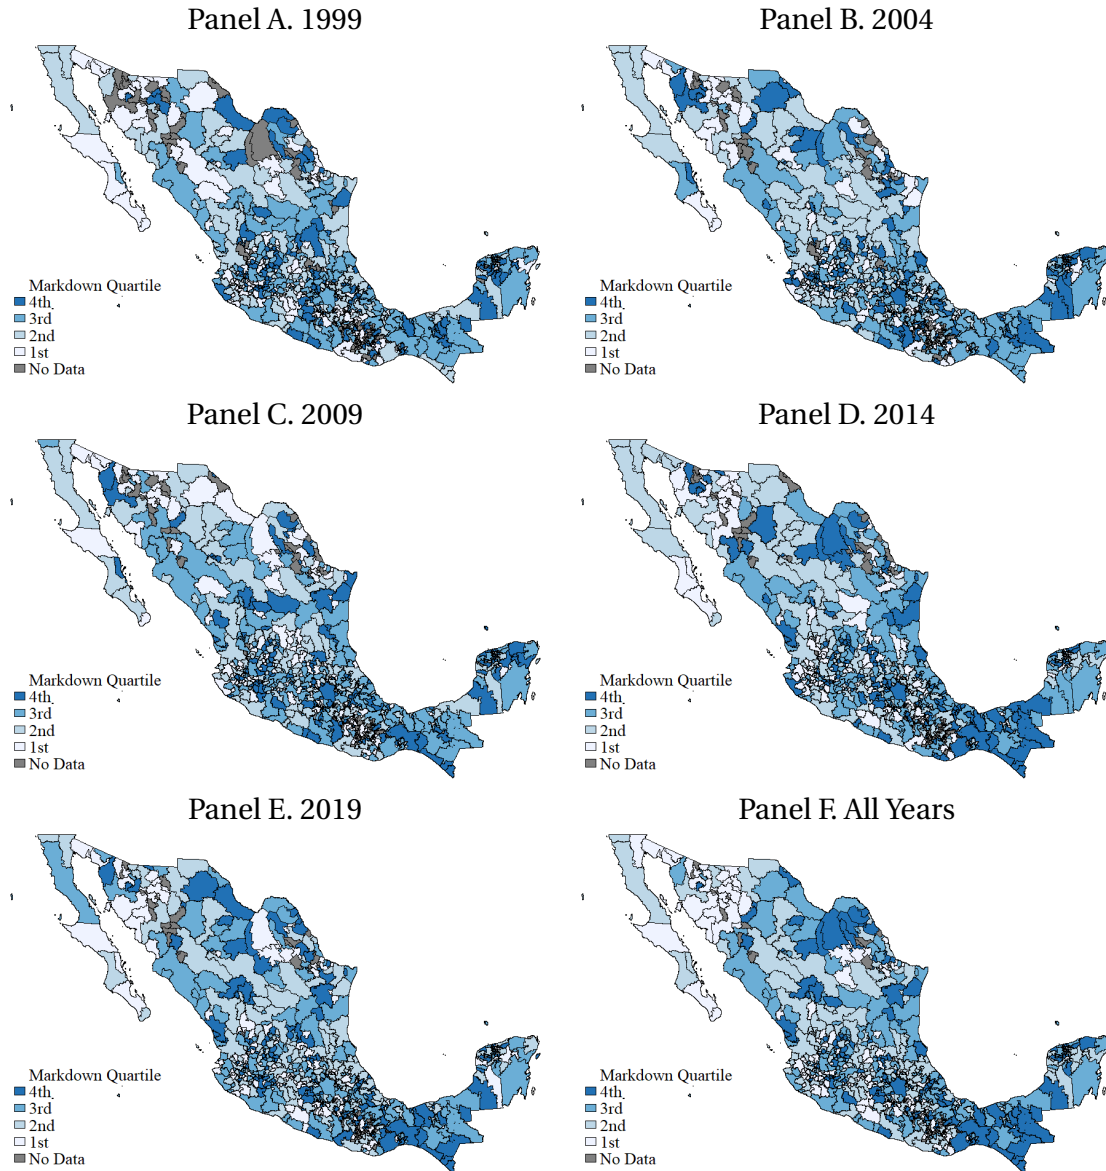 Panel A. 1999
Markdown Quartile
4th
3rd
2nd
1st
No Data
Panel B. 2004
Markdown Quartile
4th
3rd
2nd
1st
No Data
Panel C. 2009
Markdown Quartile
4th
3rd
2nd
1st
No Data
Panel D. 2014
Markdown Quartile
4th
3rd
2nd
1st
No Data
Panel E. 2019
Markdown Quartile
4th
3rd
2nd
1st
No Data
Panel F. All Years
Markdown Quartile
4th
3rd
2nd
1st
No Data